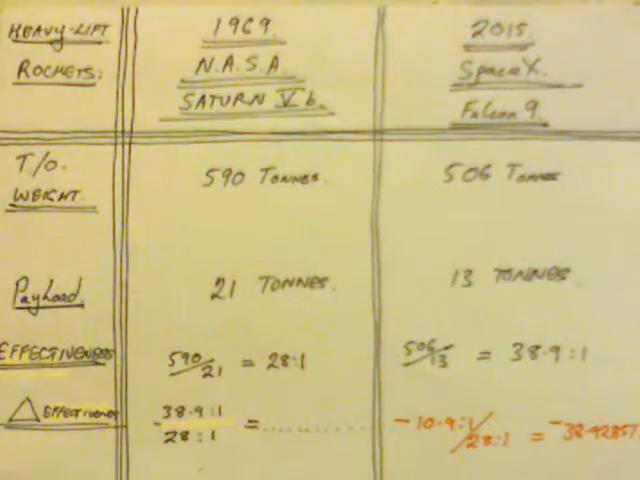 HEAVY-LIFT
ROCKETS:
1969.
N.A.S.A.
SATURN Vb.
2015.
SpaceX.
Falcon 9.
T/O.
WEIGHT.
590 TONNES.
506 TONNES
Payload.
21 TONNES.
13 TONNES.
EFFECTIVENESS
590/21 = 28:1
506/13 = 38.9:1
△ EFFECTIVENESS
38.9:1
28:1
= ..............
-10.9:1/28:1 = -38.92857